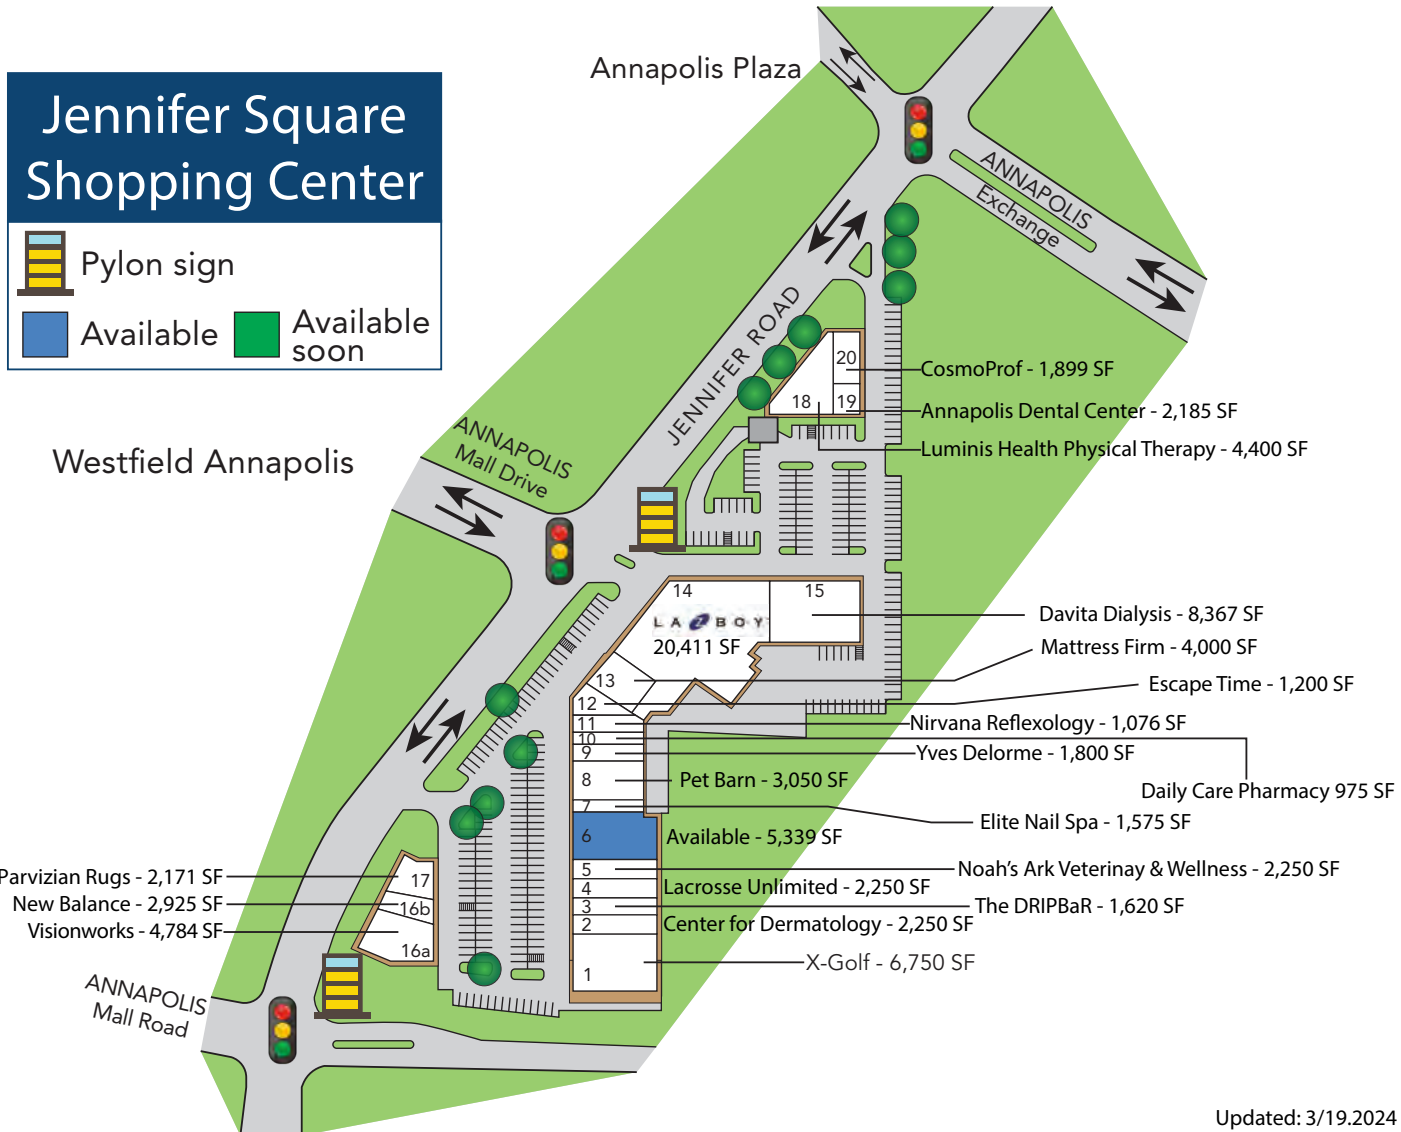 Annapolis Plaza
Jennifer Square
Shopping Center
Pylon sign
Available
Available
soon
ANNAPOLIS
Exchange
JENNIFER ROAD
20
CosmoProf - 1,899 SF
18
19
Annapolis Dental Center - 2,185 SF
Luminis Health Physical Therapy - 4,400 SF
ANNAPOLIS
Mall Drive
Westfield Annapolis
14
15
LA Z BOY
20,411 SF
Davita Dialysis - 8,367 SF
Mattress Firm - 4,000 SF
13
Escape Time - 1,200 SF
12
11
Nirvana Reflexology - 1,076 SF
10
9
Yves Delorme - 1,800 SF
8
Pet Barn - 3,050 SF
Daily Care Pharmacy 975 SF
7
Elite Nail Spa - 1,575 SF
6
Available - 5,339 SF
5
Noah's Ark Veterinay & Wellness - 2,250 SF
4
Lacrosse Unlimited - 2,250 SF
3
The DRIPBaR - 1,620 SF
2
Center for Dermatology - 2,250 SF
1
X-Golf - 6,750 SF
Parvizian Rugs - 2,171 SF
17
New Balance - 2,925 SF
16b
Visionworks - 4,784 SF
16a
ANNAPOLIS
Mall Road
Updated: 3/19.2024